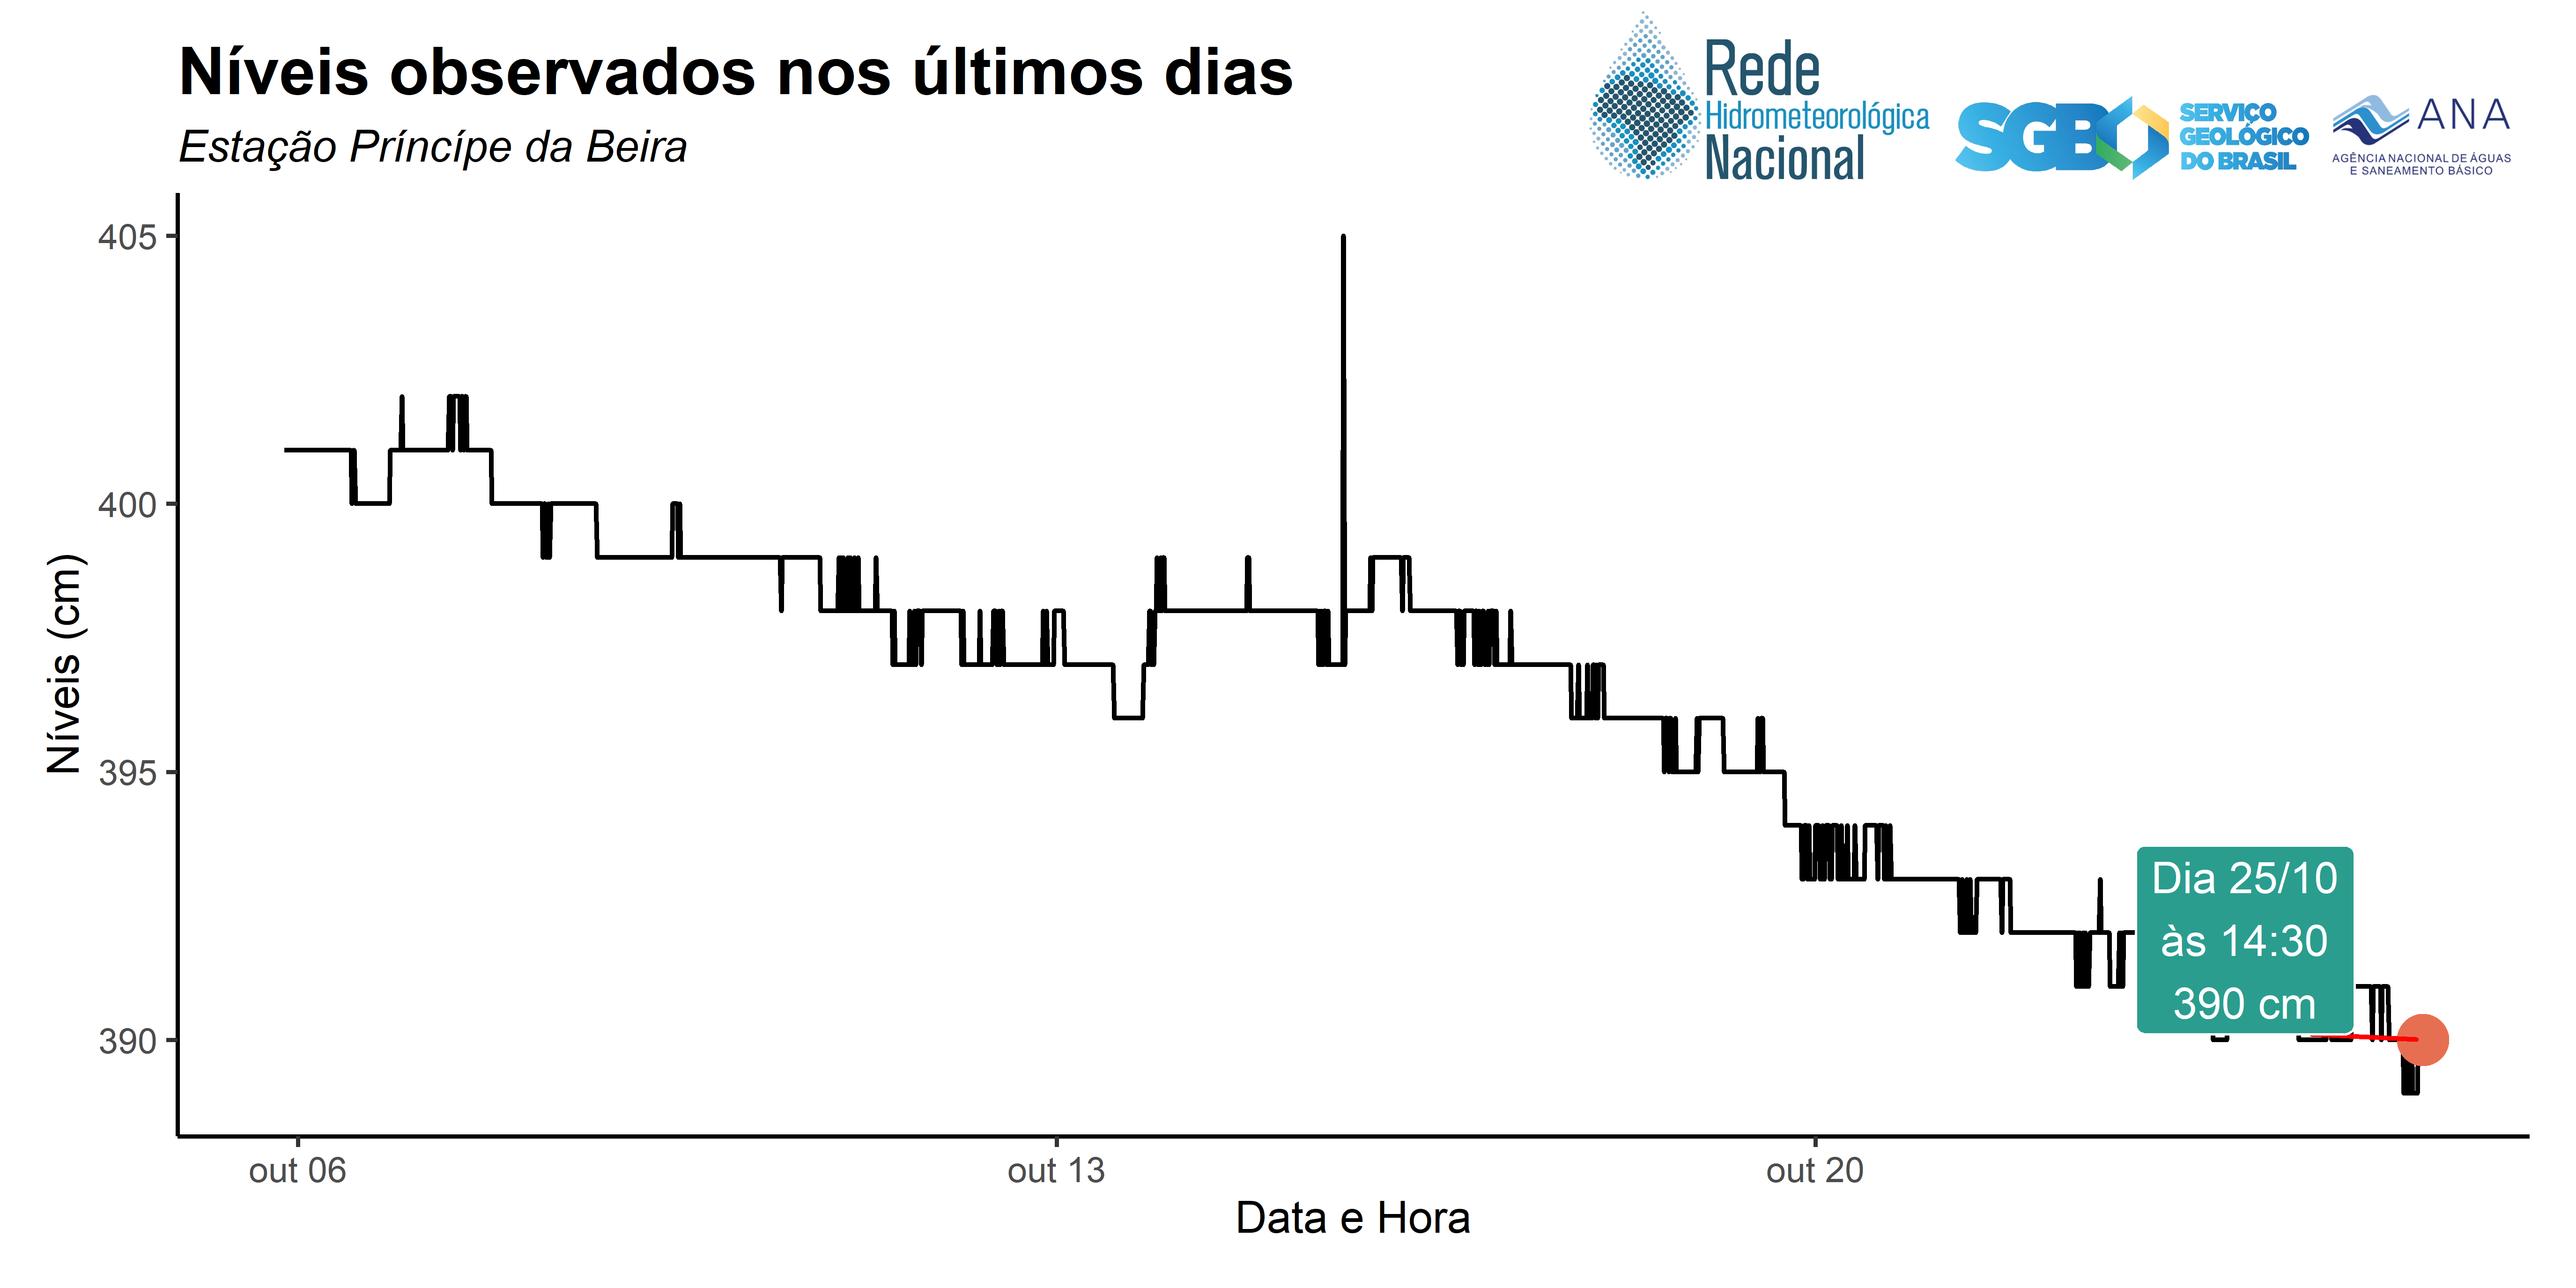 Níveis observados nos últimos dias
Estação Príncípe da Beira
Rede
Hidrometeorológica
Nacional
SGB
SERVIÇO
GEOLÓGICO
DO BRASIL
ANA
AGÊNCIA NACIONAL DE ÁGUAS
E SANEAMENTO BÁSICO
405
400
395
390
Níveis (cm)
Dia 25/10
às 14:30
390 cm
out 06
out 13
out 20
Data e Hora